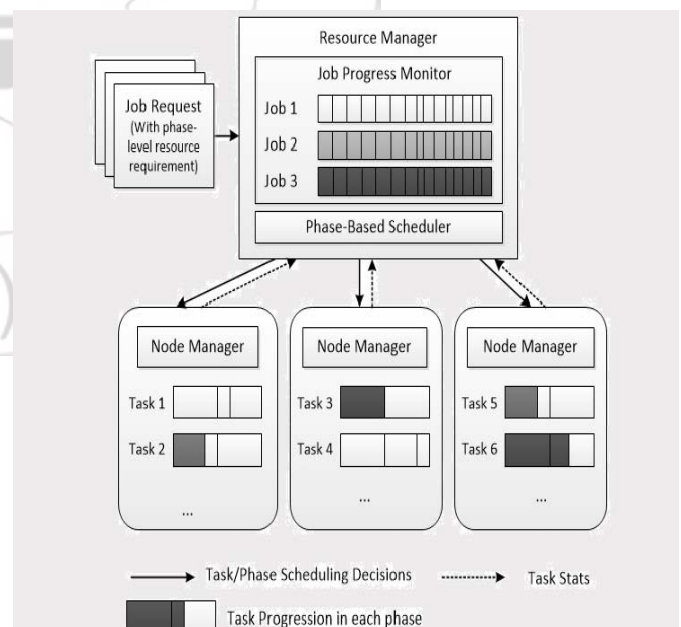 Resource Manager
Job Progress Monitor
Job Request
(With phase-
level resource
requirement)
Job 1
Job 2
Job 3
Phase-Based Scheduler
Node Manager
Task 1
Task 2
...
Node Manager
Task 3
Task 4
...
Node Manager
Task 5
Task 6
...
Task/Phase Scheduling Decisions
Task Stats
Task Progression in each phase